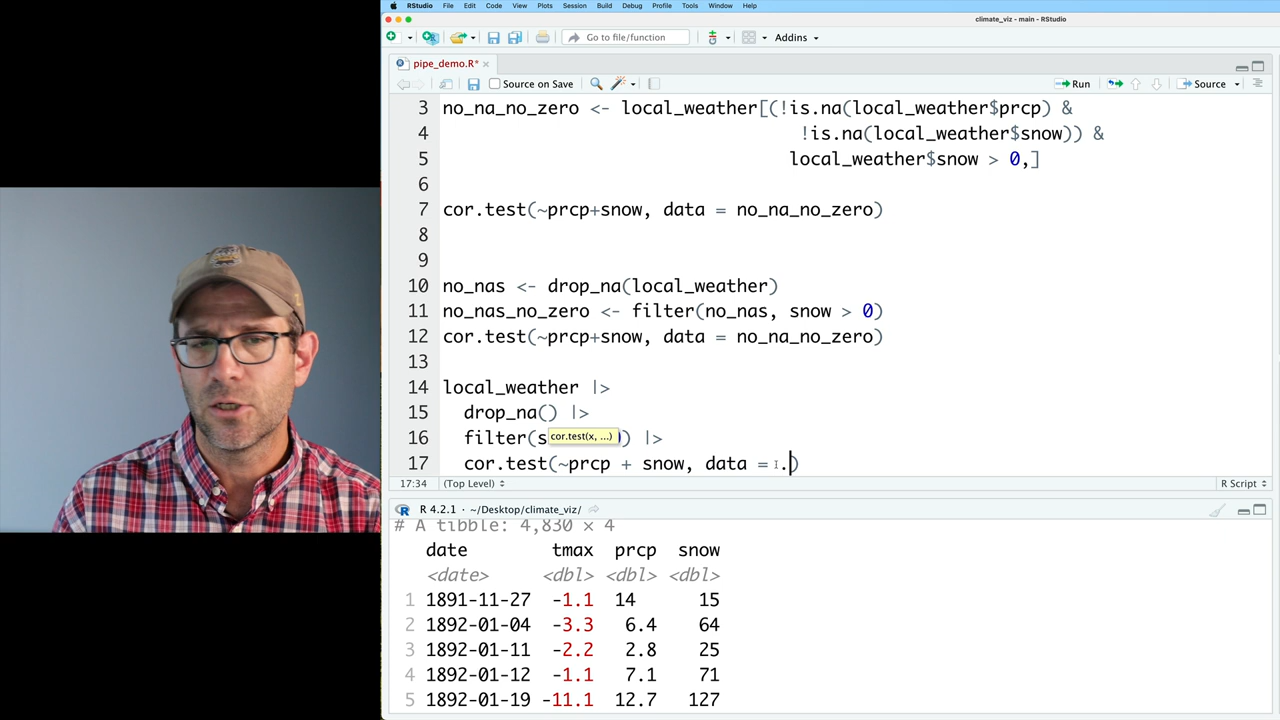 RStudio File Edit Code View Plots Session Build Debug Profile Tools Window Help
climate_viz - main - RStudio
Go to file/function Addins
pipe_demo.R*
Source on Save Run Source
3 no_na_no_zero <- local_weather[(!is.na(local_weather$prcp) &
4 !is.na(local_weather$snow)) &
5 local_weather$snow > 0,]
6
7 cor.test(~prcp+snow, data = no_na_no_zero)
8
9
10 no_nas <- drop_na(local_weather)
11 no_nas_no_zero <- filter(no_nas, snow > 0)
12 cor.test(~prcp+snow, data = no_na_no_zero)
13
14 local_weather |>
15 drop_na() |>
cor.test(x, ...)
16 filter(s ) |>
17 cor.test(~prcp + snow, data = .)
17:34 (Top Level) R Script
R 4.2.1 · ~/Desktop/climate_viz/
# A tibble: 4,830 × 4
date tmax prcp snow
<date> <dbl> <dbl> <dbl>
1 1891-11-27 -1.1 14 15
2 1892-01-04 -3.3 6.4 64
3 1892-01-11 -2.2 2.8 25
4 1892-01-12 -1.1 7.1 71
5 1892-01-19 -11.1 12.7 127